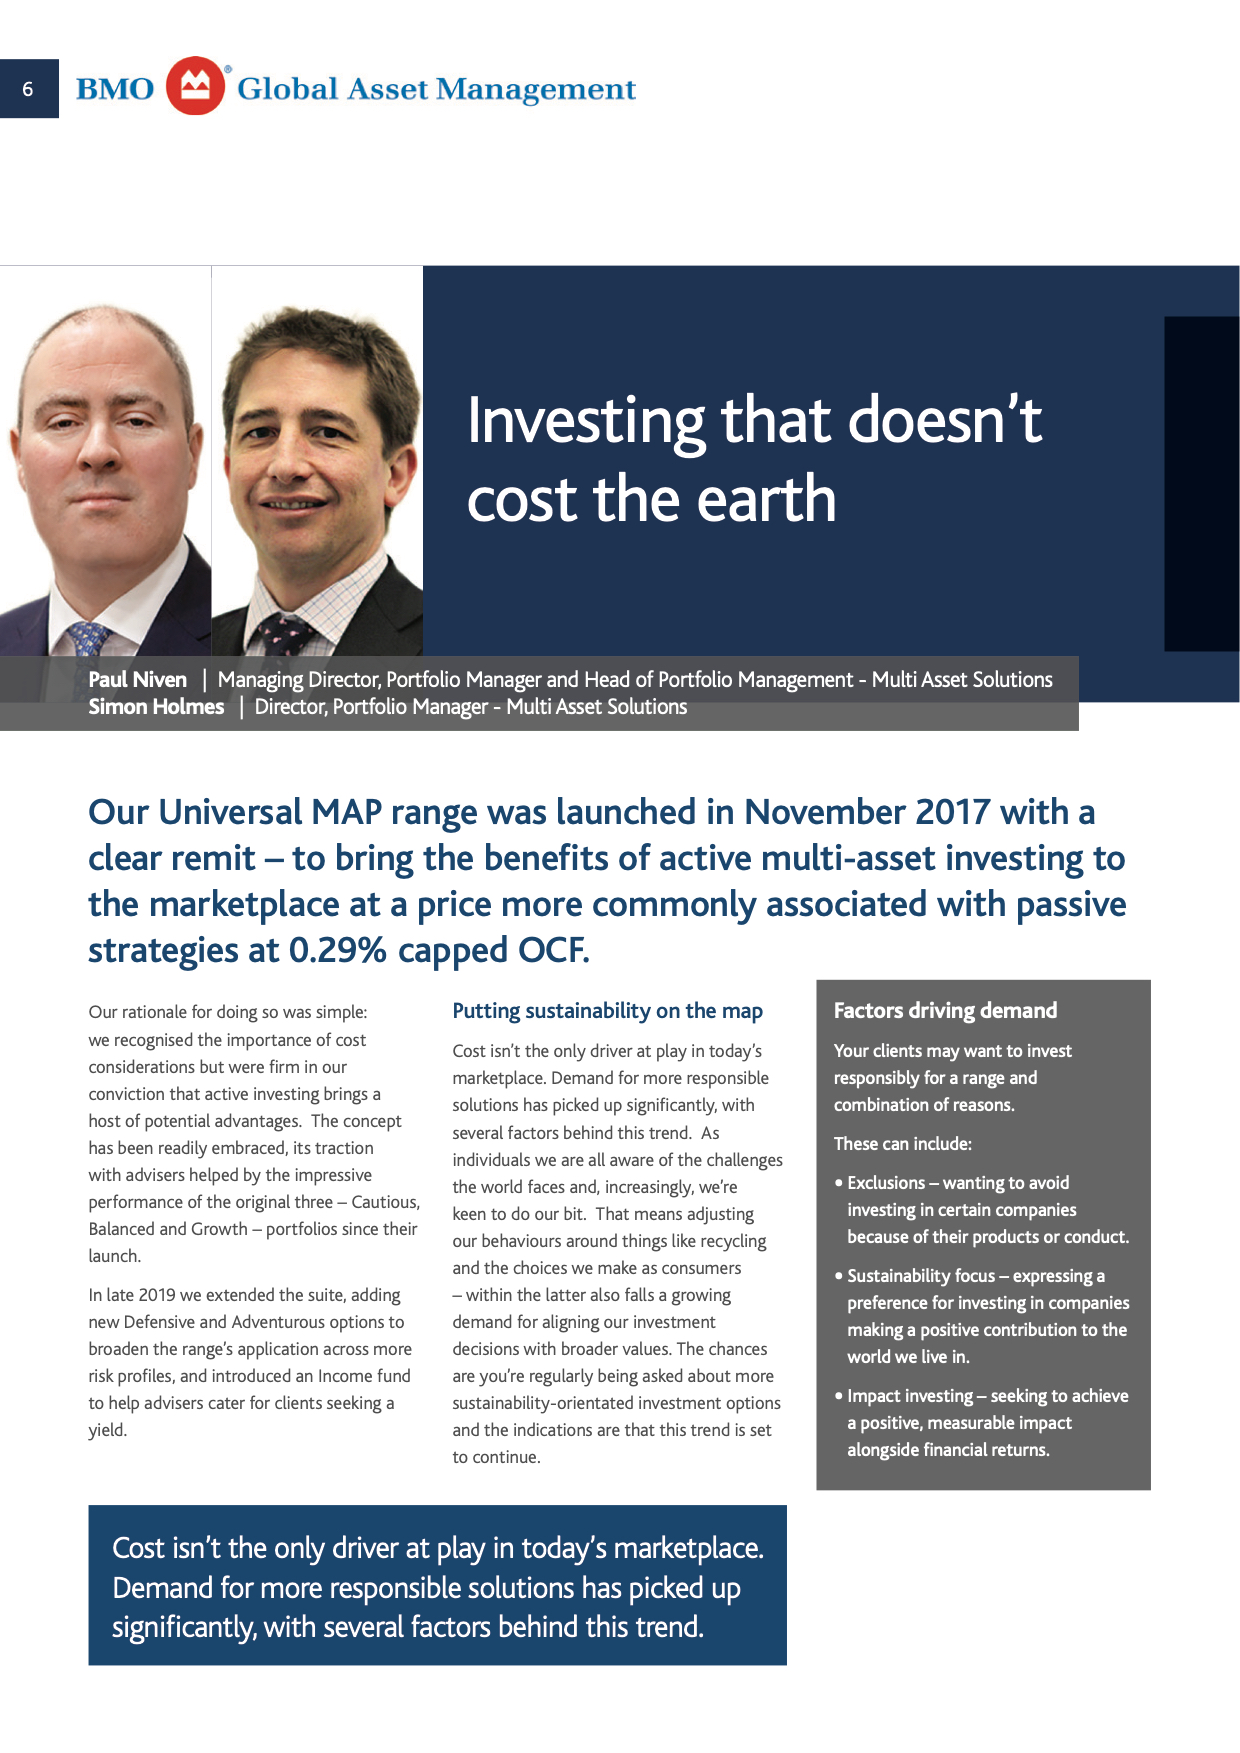 6
BMO Global Asset Management
Investing that doesn’t
cost the earth
Paul Niven | Managing Director, Portfolio Manager and Head of Portfolio Management - Multi Asset Solutions
Simon Holmes | Director, Portfolio Manager - Multi Asset Solutions
Our Universal MAP range was launched in November 2017 with a
clear remit – to bring the benefits of active multi-asset investing to
the marketplace at a price more commonly associated with passive
strategies at 0.29% capped OCF.
Our rationale for doing so was simple:
we recognised the importance of cost
considerations but were firm in our
conviction that active investing brings a
host of potential advantages.  The concept
has been readily embraced, its traction
with advisers helped by the impressive
performance of the original three – Cautious,
Balanced and Growth – portfolios since their
launch.
In late 2019 we extended the suite, adding
new Defensive and Adventurous options to
broaden the range’s application across more
risk profiles, and introduced an Income fund
to help advisers cater for clients seeking a
yield.
Putting sustainability on the map
Cost isn’t the only driver at play in today’s
marketplace. Demand for more responsible
solutions has picked up significantly, with
several factors behind this trend.  As
individuals we are all aware of the challenges
the world faces and, increasingly, we’re
keen to do our bit.  That means adjusting
our behaviours around things like recycling
and the choices we make as consumers
– within the latter also falls a growing
demand for aligning our investment
decisions with broader values. The chances
are you’re regularly being asked about more
sustainability-orientated investment options
and the indications are that this trend is set
to continue.
Factors driving demand
Your clients may want to invest
responsibly for a range and
combination of reasons.
These can include:
• Exclusions – wanting to avoid
investing in certain companies
because of their products or conduct.
• Sustainability focus – expressing a
preference for investing in companies
making a positive contribution to the
world we live in.
• Impact investing – seeking to achieve
a positive, measurable impact
alongside financial returns.
Cost isn’t the only driver at play in today’s marketplace.
Demand for more responsible solutions has picked up
significantly, with several factors behind this trend.